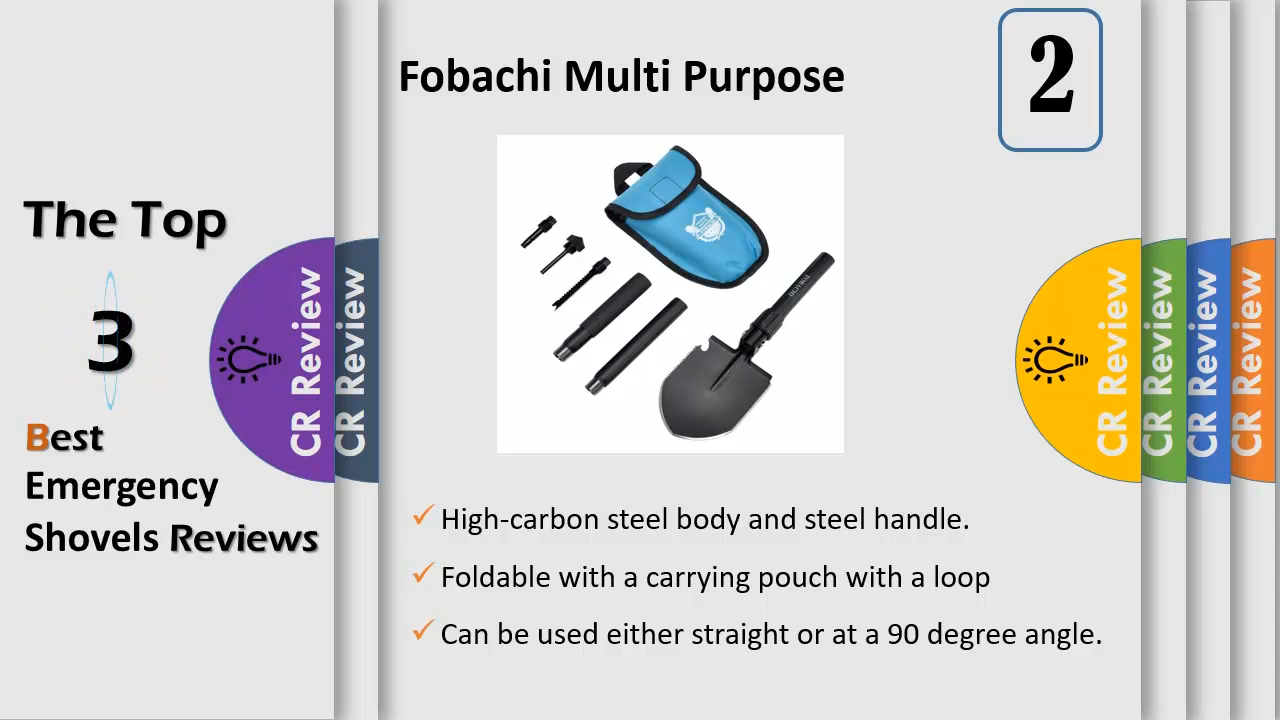 Fobachi Multi Purpose
2
The Top
3
Best
Emergency
Shovels Reviews
CR Review
CR Review
FOBACHI
CR Review
CR Review
CR Review
CR Review
✓ High-carbon steel body and steel handle.
✓ Foldable with a carrying pouch with a loop
✓ Can be used either straight or at a 90 degree angle.